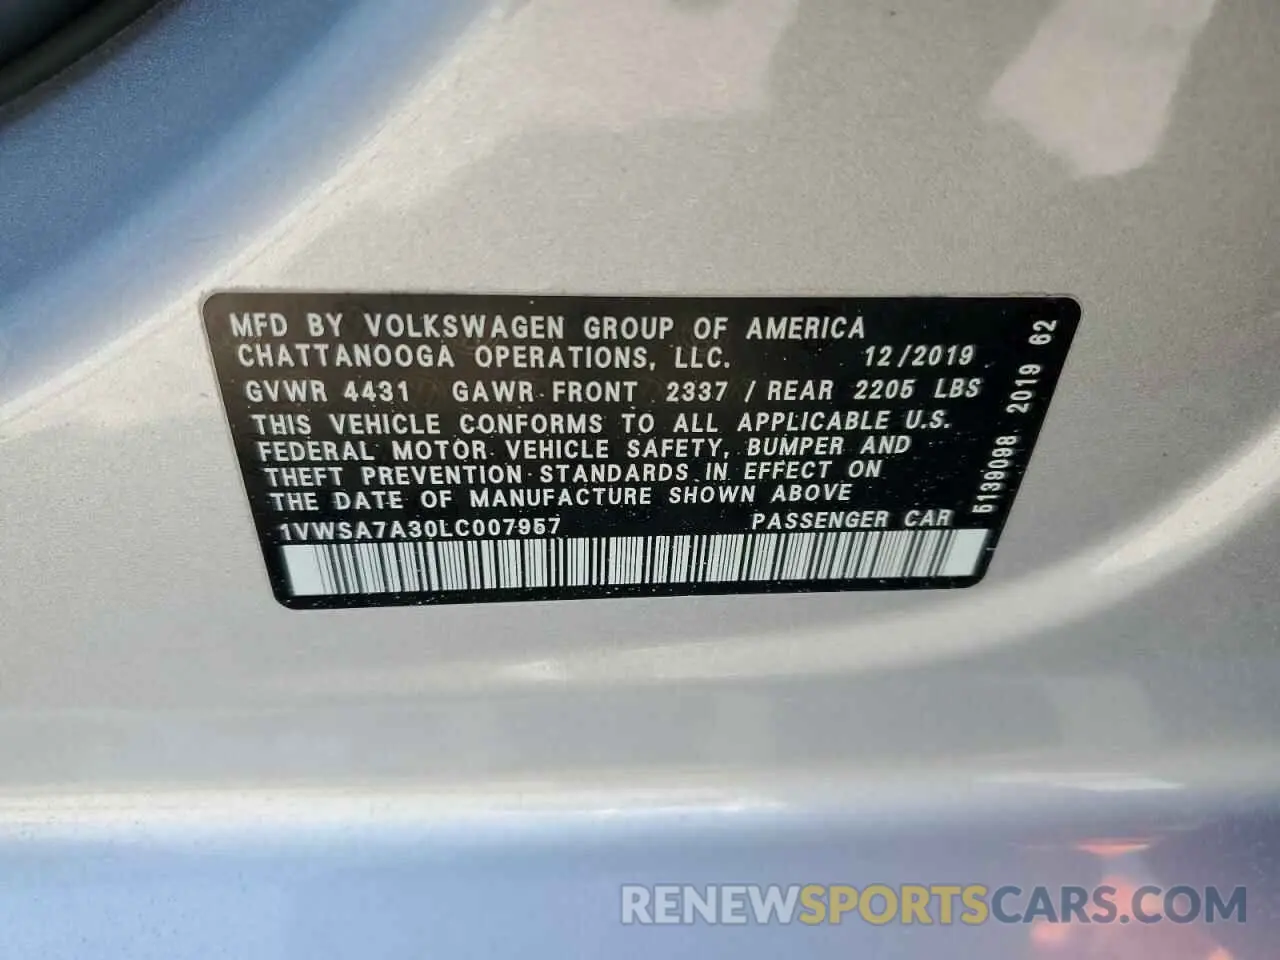 MFD BY VOLKSWAGEN GROUP OF AMERICA
CHATTANOOGA OPERATIONS, LLC. 12/2019
GVWR 4431 GAWR FRONT 2337 / REAR 2205 LBS
THIS VEHICLE CONFORMS TO ALL APPLICABLE U.S.
FEDERAL MOTOR VEHICLE SAFETY, BUMPER AND
THEFT PREVENTION STANDARDS IN EFFECT ON
THE DATE OF MANUFACTURE SHOWN ABOVE
1VWSA7A30LC007957 PASSENGER CAR
5139098 2019 62
RENEWSPORTSCARS.COM